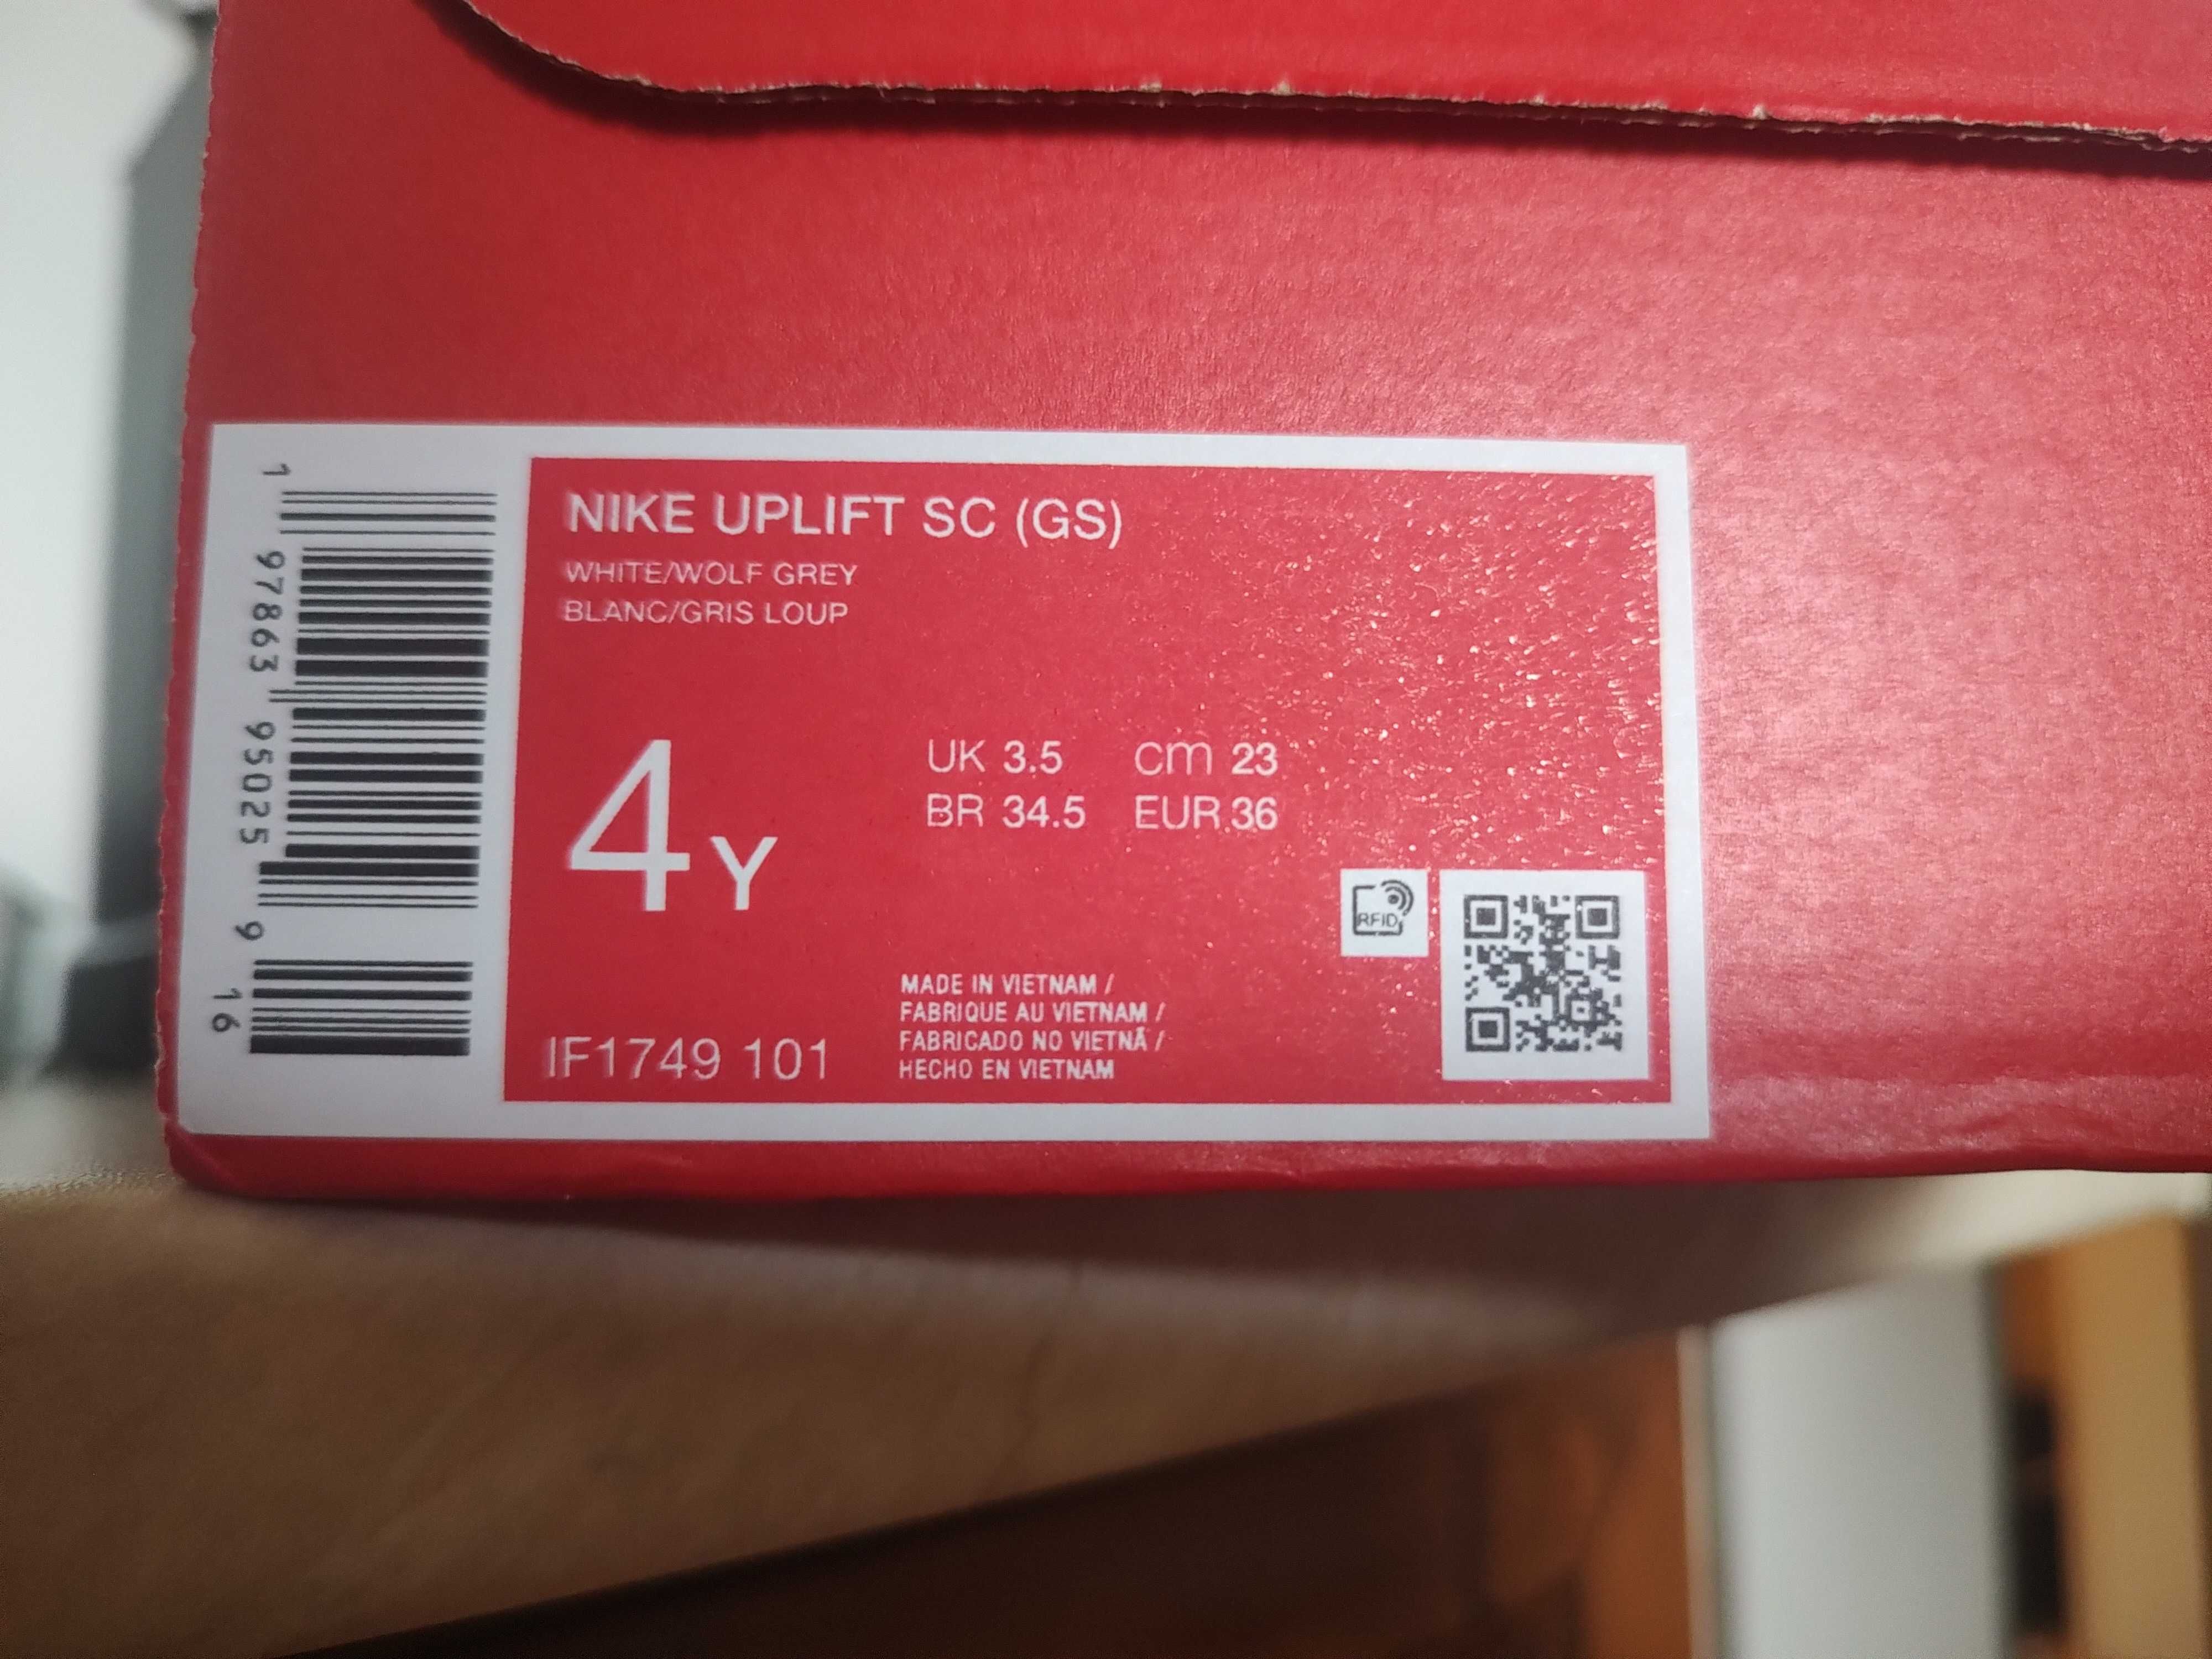 NIKE UPLIFT SC (GS)
WHITE/WOLF GREY
BLANC/GRIS LOUP
4 Y
UK 3.5 cm 23
BR 34.5 EUR 36
RFID
IF1749 101
MADE IN VIETNAM /
FABRIQUE AU VIETNAM /
FABRICADO NO VIETNÃ /
HECHO EN VIETNAM
1 97863 95025 9 16